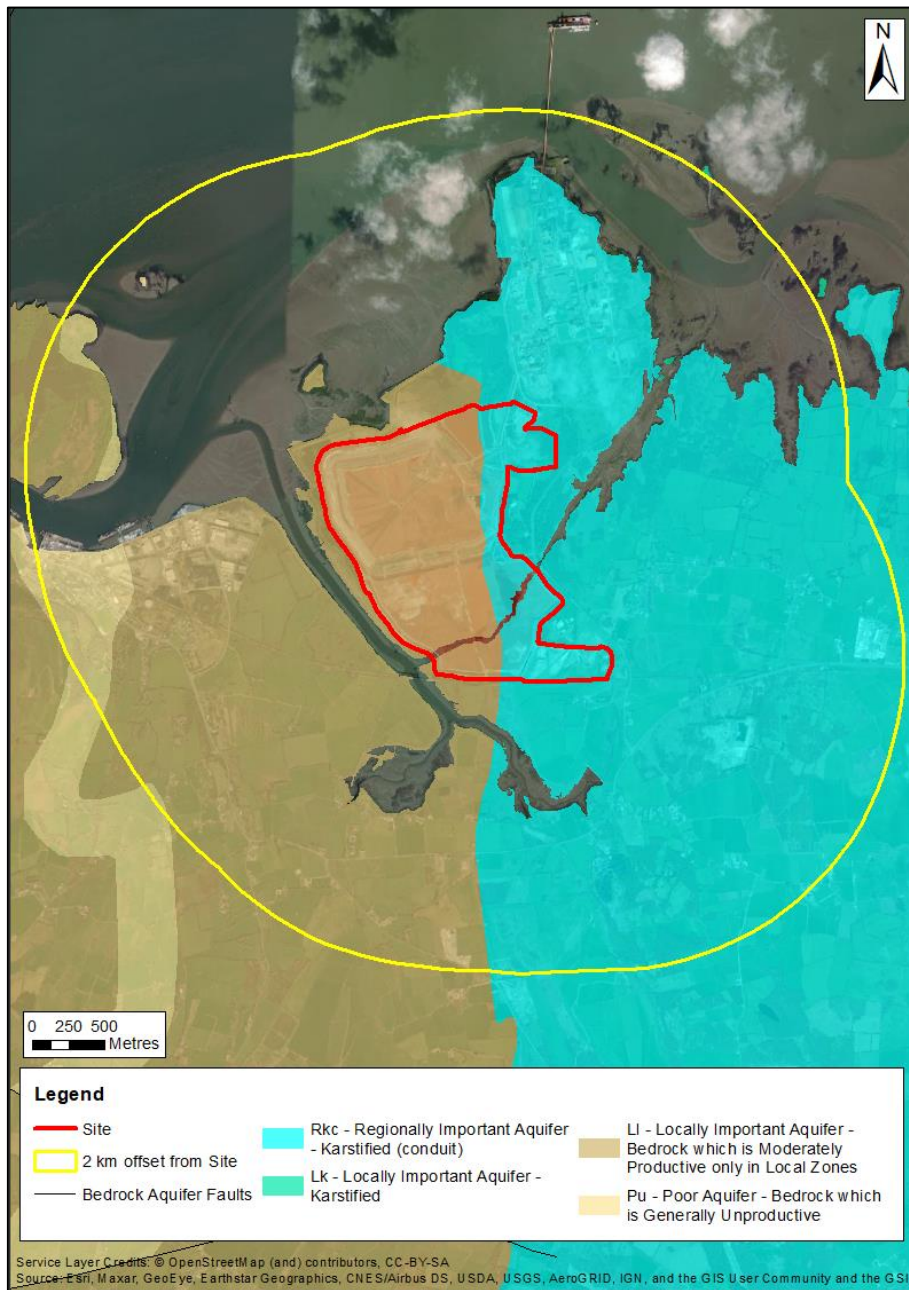 N
0 250 500
Metres
Legend
Site
2 km offset from Site
Bedrock Aquifer Faults
Rkc - Regionally Important Aquifer
- Karstified (conduit)
Lk - Locally Important Aquifer -
Karstified
Ll - Locally Important Aquifer -
Bedrock which is Moderately
Productive only in Local Zones
Pu - Poor Aquifer - Bedrock which
is Generally Unproductive
Service Layer Credits: © OpenStreetMap (and) contributors, CC-BY-SA
Source: Esri, Maxar, GeoEye, Earthstar Geographics, CNES/Airbus DS, USDA, USGS, AeroGRID, IGN, and the GIS User Community and the GSI